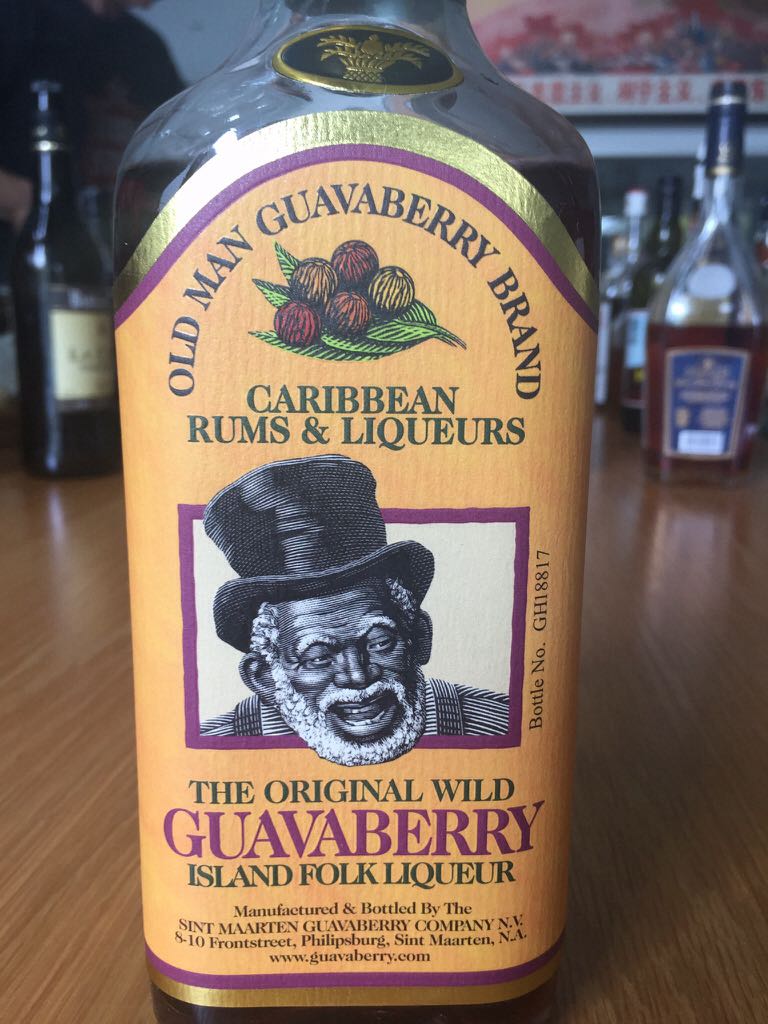 OLD MAN GUAVABERRY BRAND
CARIBBEAN
RUMS & LIQUEURS
Bottle No. GH18817
THE ORIGINAL WILD
GUAVABERRY
ISLAND FOLK LIQUEUR
Manufactured & Bottled By The
SINT MAARTEN GUAVABERRY COMPANY N.V.
8-10 Frontstreet, Philipsburg, Sint Maarten, N.A.
www.guavaberry.com